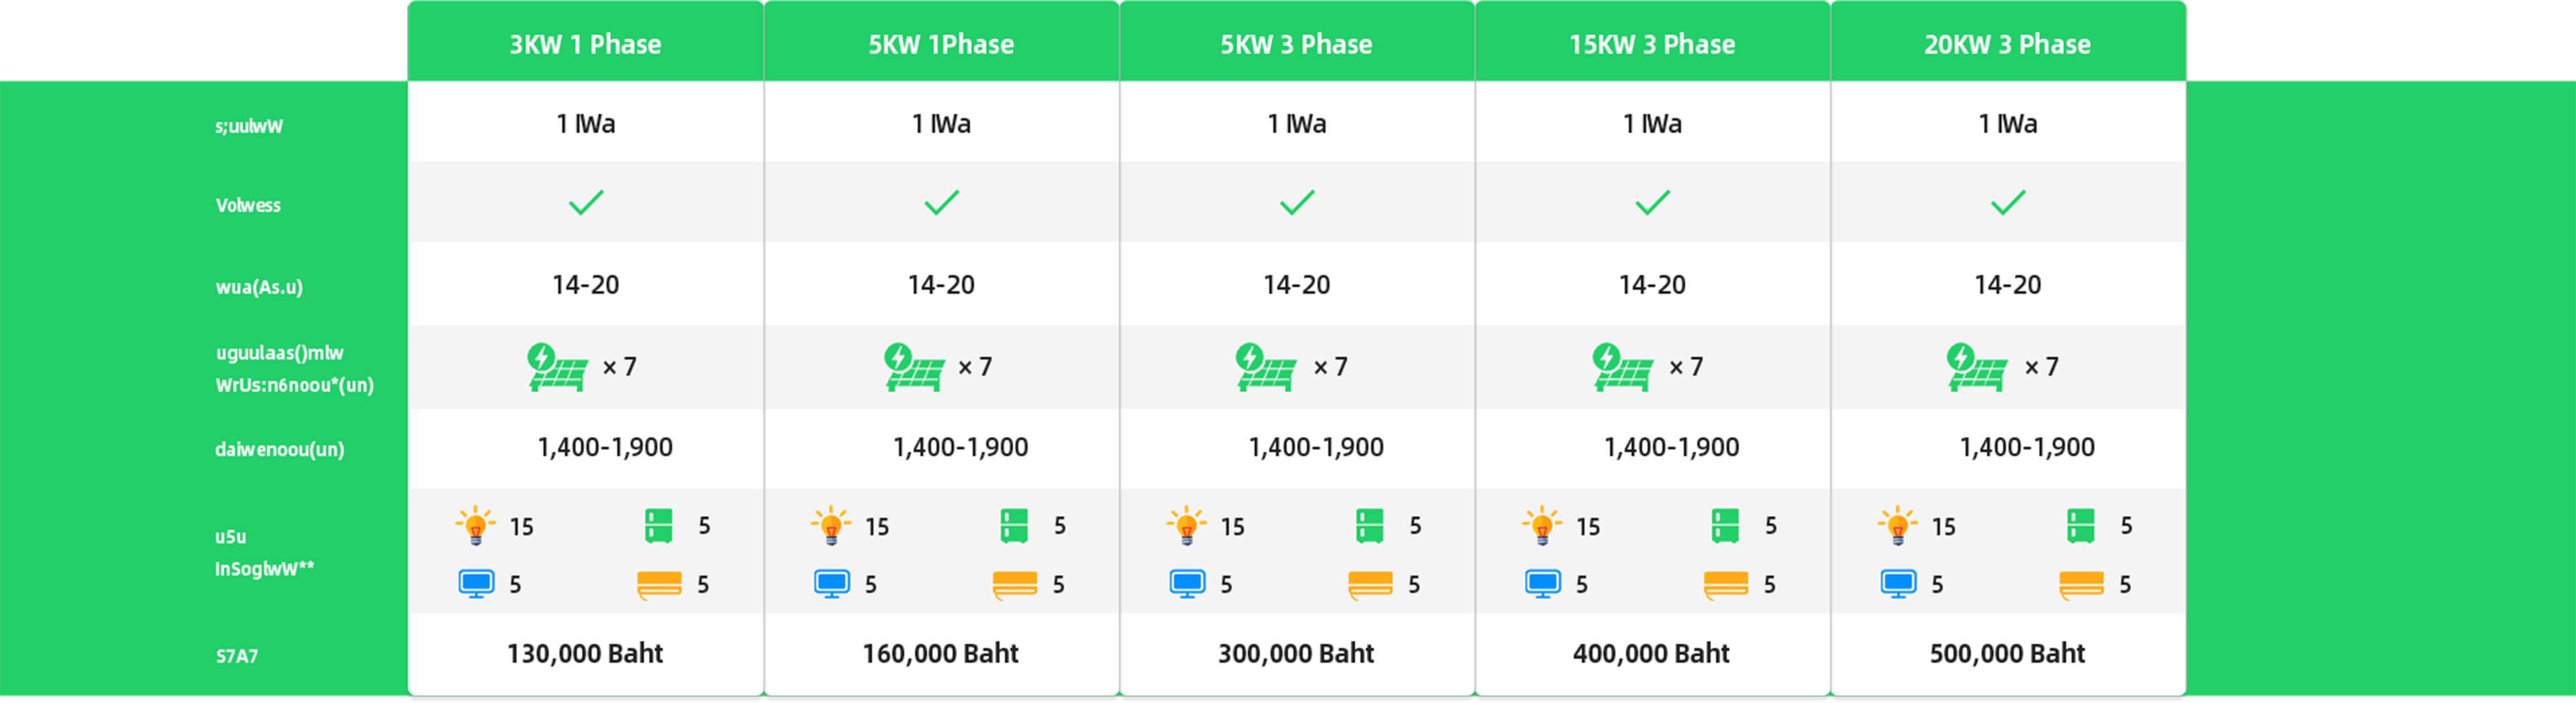 3KW 1 Phase 5KW 1Phase 5KW 3 Phase 15KW 3 Phase 20KW 3 Phase
s;uulwW 1 lWa 1 lWa 1 lWa 1 lWa 1 lWa
Volwess
wua(As.u) 14-20 14-20 14-20 14-20 14-20
uguulaas()mlw
WrUs:n6noou*(un)
× 7 × 7 × 7 × 7 × 7
daiwenoou(un) 1,400-1,900 1,400-1,900 1,400-1,900 1,400-1,900 1,400-1,900
15 5 15 5 15 5 15 5 15 5
u5u
InSoglwW**
5 5 5 5 5 5 5 5 5 5
S7A7 130,000 Baht 160,000 Baht 300,000 Baht 400,000 Baht 500,000 Baht